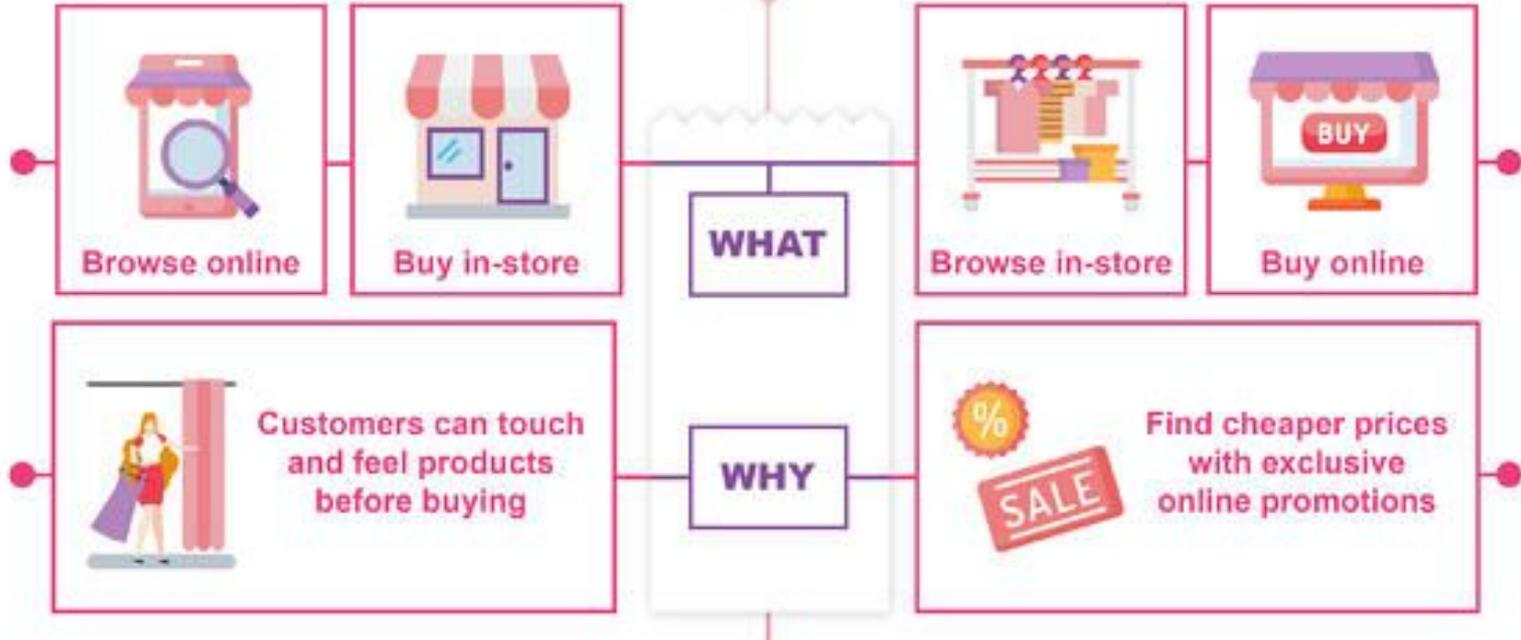 BUY
Browse online
Buy in-store
WHAT
Browse in-store
Buy online
Customers can touch
and feel products
before buying
WHY
%
SALE
Find cheaper prices
with exclusive
online promotions